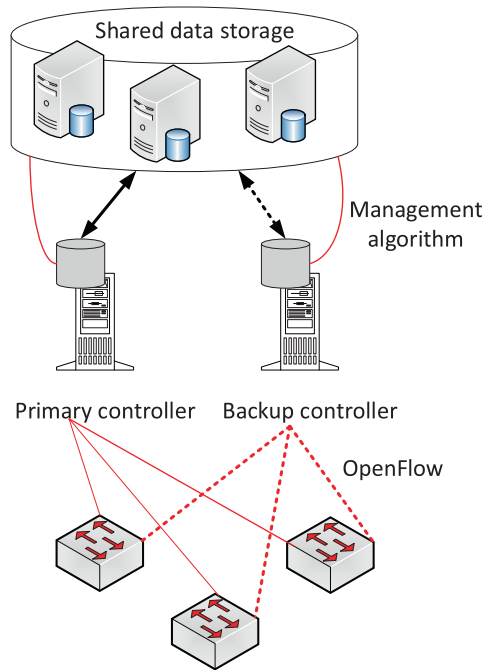 Shared data storage
Management
algorithm
Primary controller
Backup controller
OpenFlow